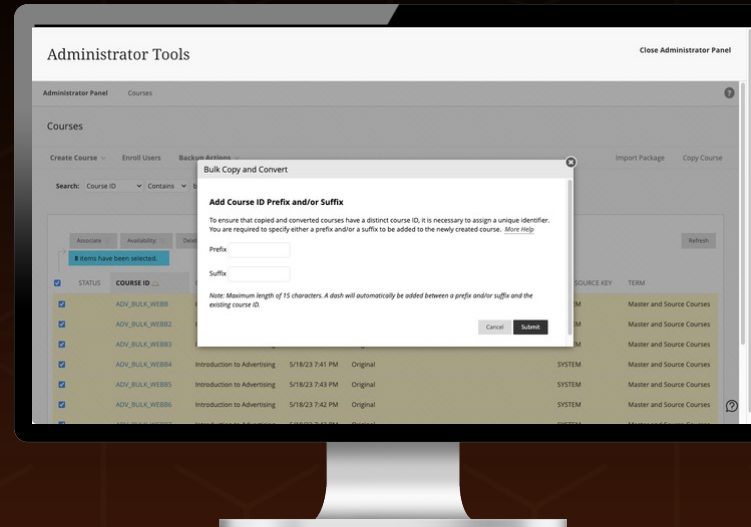 Administrator Tools
Close Administrator Panel
Administrator Panel Courses
?
Courses
Create Course Enroll Users Backup Actions Import Package Copy Course
Search: Course ID Contains
Associate Availability Refresh
8 items have been selected.
STATUS COURSE ID SOURCE KEY TERM
Bulk Copy and Convert
Add Course ID Prefix and/or Suffix
To ensure that copied and converted courses have a distinct course ID, it is necessary to assign a unique identifier.
You are required to specify either a prefix and/or a suffix to be added to the newly created course. More Help
Prefix
Suffix
Note: Maximum length of 15 characters. A dash will automatically be added between a prefix and/or suffix and the
existing course ID.
Cancel Submit
ADV_BULK_WEBB Master and Source Courses
ADV_BULK_WEBB2 Master and Source Courses
ADV_BULK_WEBB3 Master and Source Courses
ADV_BULK_WEBB4 Introduction to Advertising 5/18/23 7:41 PM Original SYSTEM Master and Source Courses
ADV_BULK_WEBB5 Introduction to Advertising 5/18/23 7:43 PM Original SYSTEM Master and Source Courses
ADV_BULK_WEBB6 Introduction to Advertising 5/18/23 7:42 PM Original SYSTEM Master and Source Courses